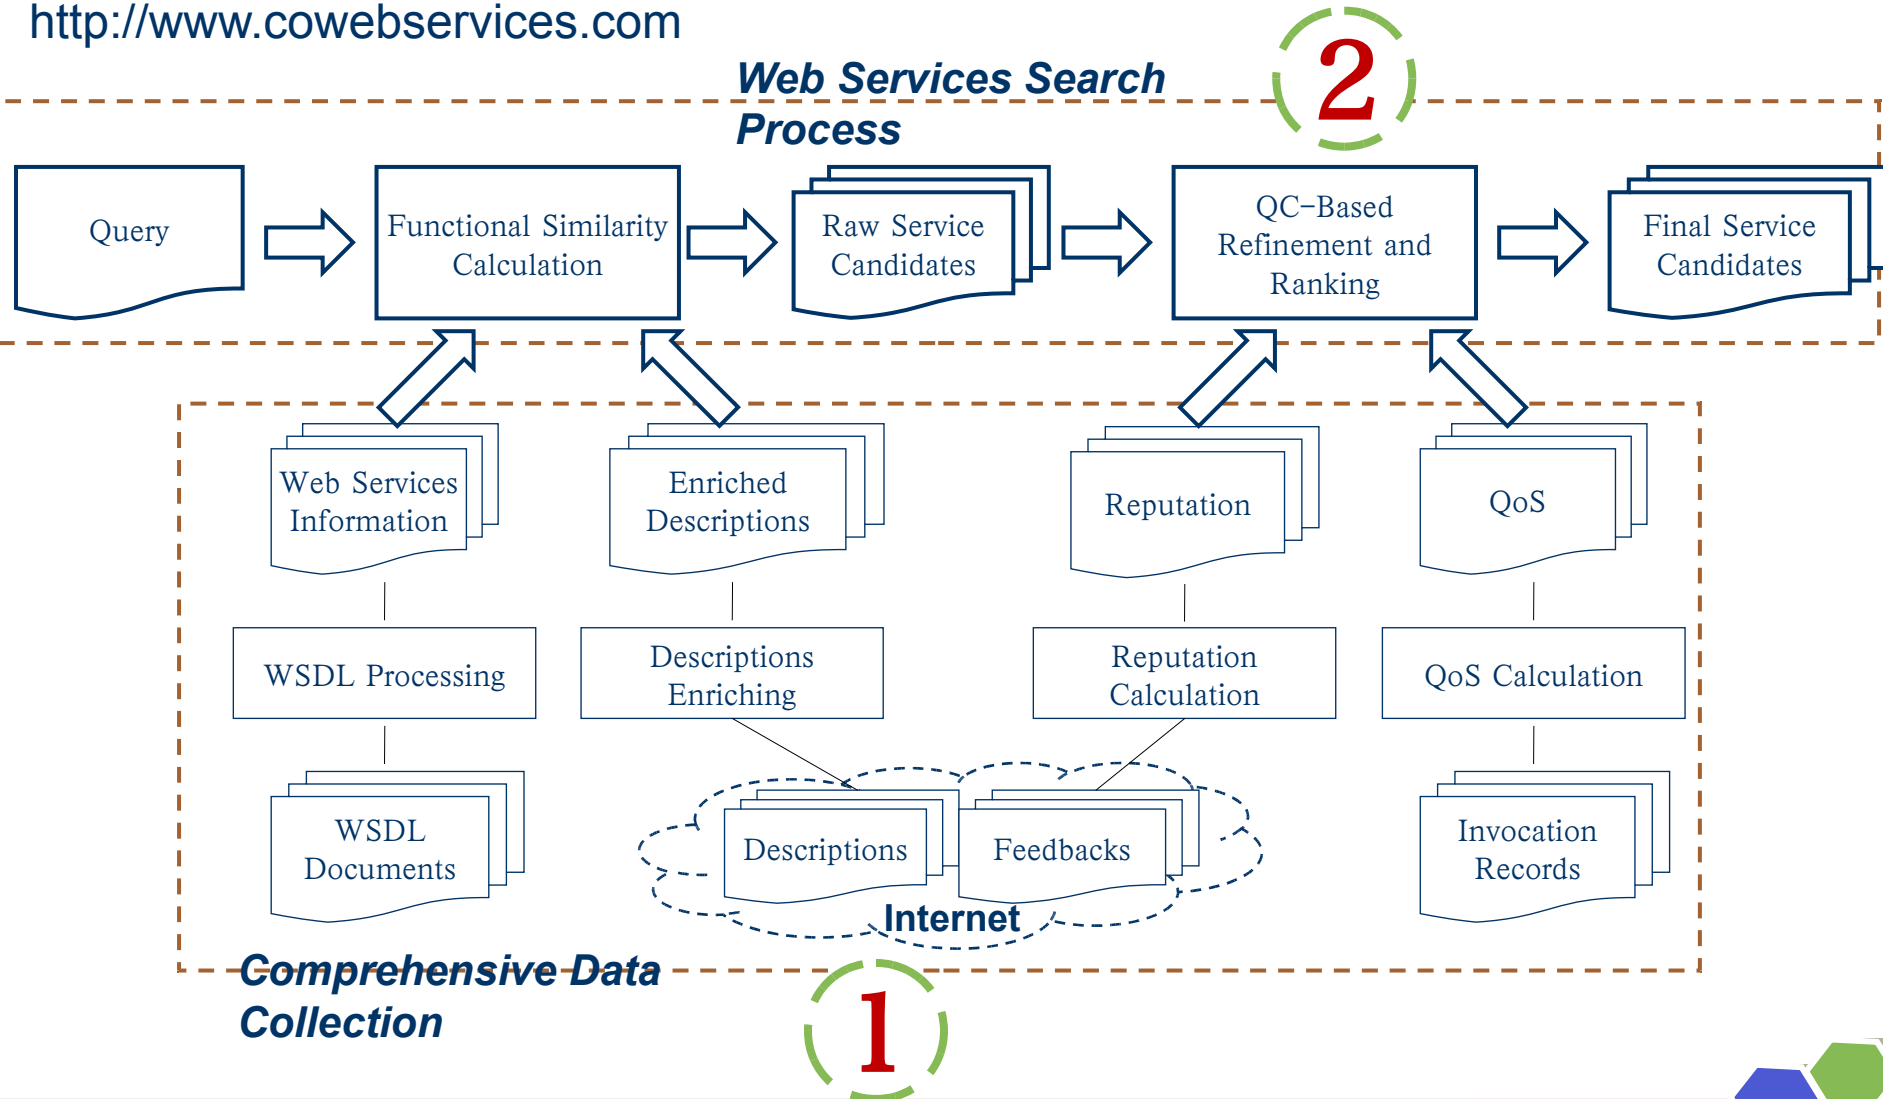 http://www.cowebservices.com
Web Services Search
Process
2
Query
Functional Similarity
Calculation
Raw Service
Candidates
QC-Based
Refinement and
Ranking
Final Service
Candidates
Web Services
Information
Enriched
Descriptions
Reputation
QoS
WSDL Processing
Descriptions
Enriching
Reputation
Calculation
QoS Calculation
WSDL
Documents
Descriptions
Feedbacks
Invocation
Records
Internet
Comprehensive Data
Collection
1